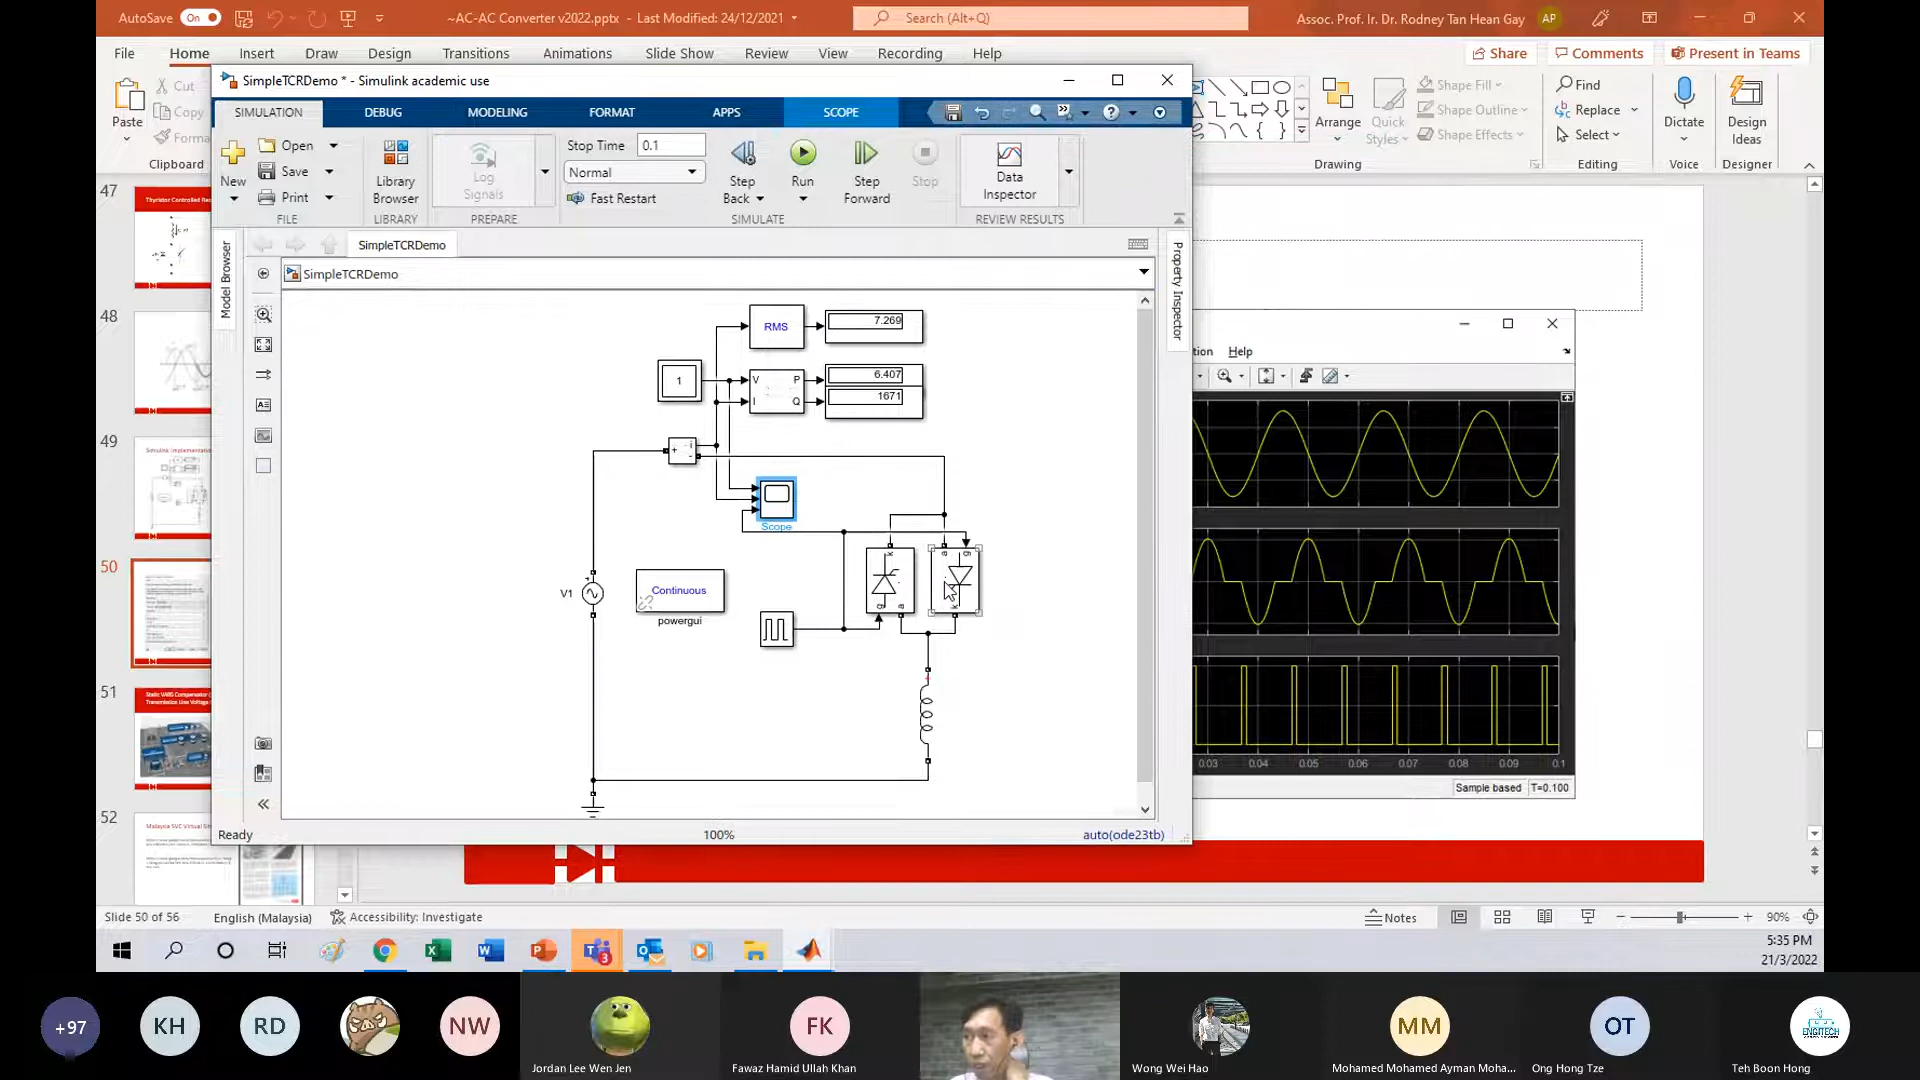 AutoSave On
~AC-AC Converter v2022.pptx - Last Modified: 24/12/2021
Search (Alt+Q)
Assoc. Prof. Ir. Dr. Rodney Tan Hean Gay AP
File Home Insert Draw Design Transitions Animations Slide Show Review View Recording Help
Share Comments Present in Teams
Paste
Cut
Copy
Clipboard
SimpleTCRDemo * - Simulink academic use
SIMULATION DEBUG MODELING FORMAT APPS SCOPE
New
Open
Save
Print
FILE
Library Browser
LIBRARY
Log Signals
PREPARE
Stop Time 0.1
Normal
Fast Restart
Step Back
Run
Step Forward
Stop
SIMULATE
Data Inspector
REVIEW RESULTS
Arrange
Quick Styles
Shape Fill
Shape Outline
Shape Effects
Drawing
Find
Replace
Select
Editing
Dictate
Voice
Design Ideas
Designer
47
48
49
50
51
52
Model Browser
SimpleTCRDemo
SimpleTCRDemo
Property Inspector
RMS
7.269
1
V P
I Q
6.407
1671
+ i
-
Scope
V1
Continuous
powergui
k
g a
a g
k
Ready
100%
auto(ode23tb)
Help
0.03 0.04 0.05 0.06 0.07 0.08 0.09 0.1
Sample based T=0.100
Slide 50 of 56
English (Malaysia)
Accessibility: Investigate
Notes
90%
5:35 PM
21/3/2022
+97
KH
RD
NW
Jordan Lee Wen Jen
FK
Fawaz Hamid Ullah Khan
Wong Wei Hao
MM
Mohamed Mohamed Ayman Moha...
OT
Ong Hong Tze
ENGITECH
Teh Boon Hong